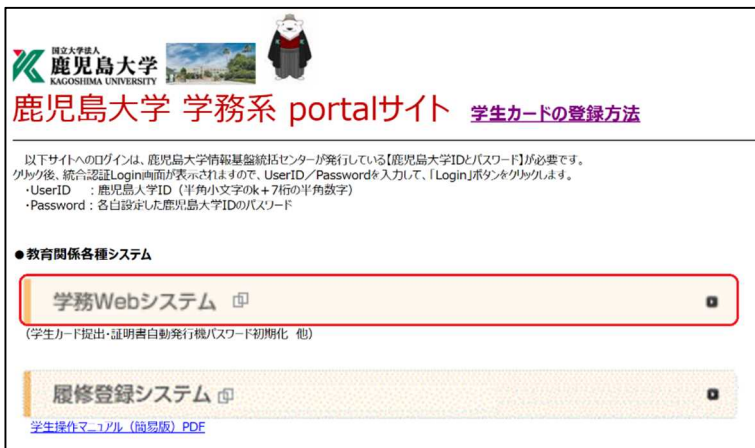 国立大学法人
鹿児島大学
KAGOSHIMA UNIVERSITY
鹿児島大学 学務系 portalサイト 学生カードの登録方法
以下サイトへのログインは、鹿児島大学情報基盤統括センターが発行している【鹿児島大学IDとパスワード】が必要です。
クリック後、統合認証Login画面が表示されますので、UserID／Passwordを入力して、「Login」ボタンをクリックします。
・UserID ：鹿児島大学ID（半角小文字のk＋7桁の半角数字）
・Password：各自設定した鹿児島大学IDのパスワード
●教育関係各種システム
学務Webシステム
(学生カード提出・証明書自動発行機パスワード初期化 他)
履修登録システム
学生操作マニュアル（簡易版）PDF